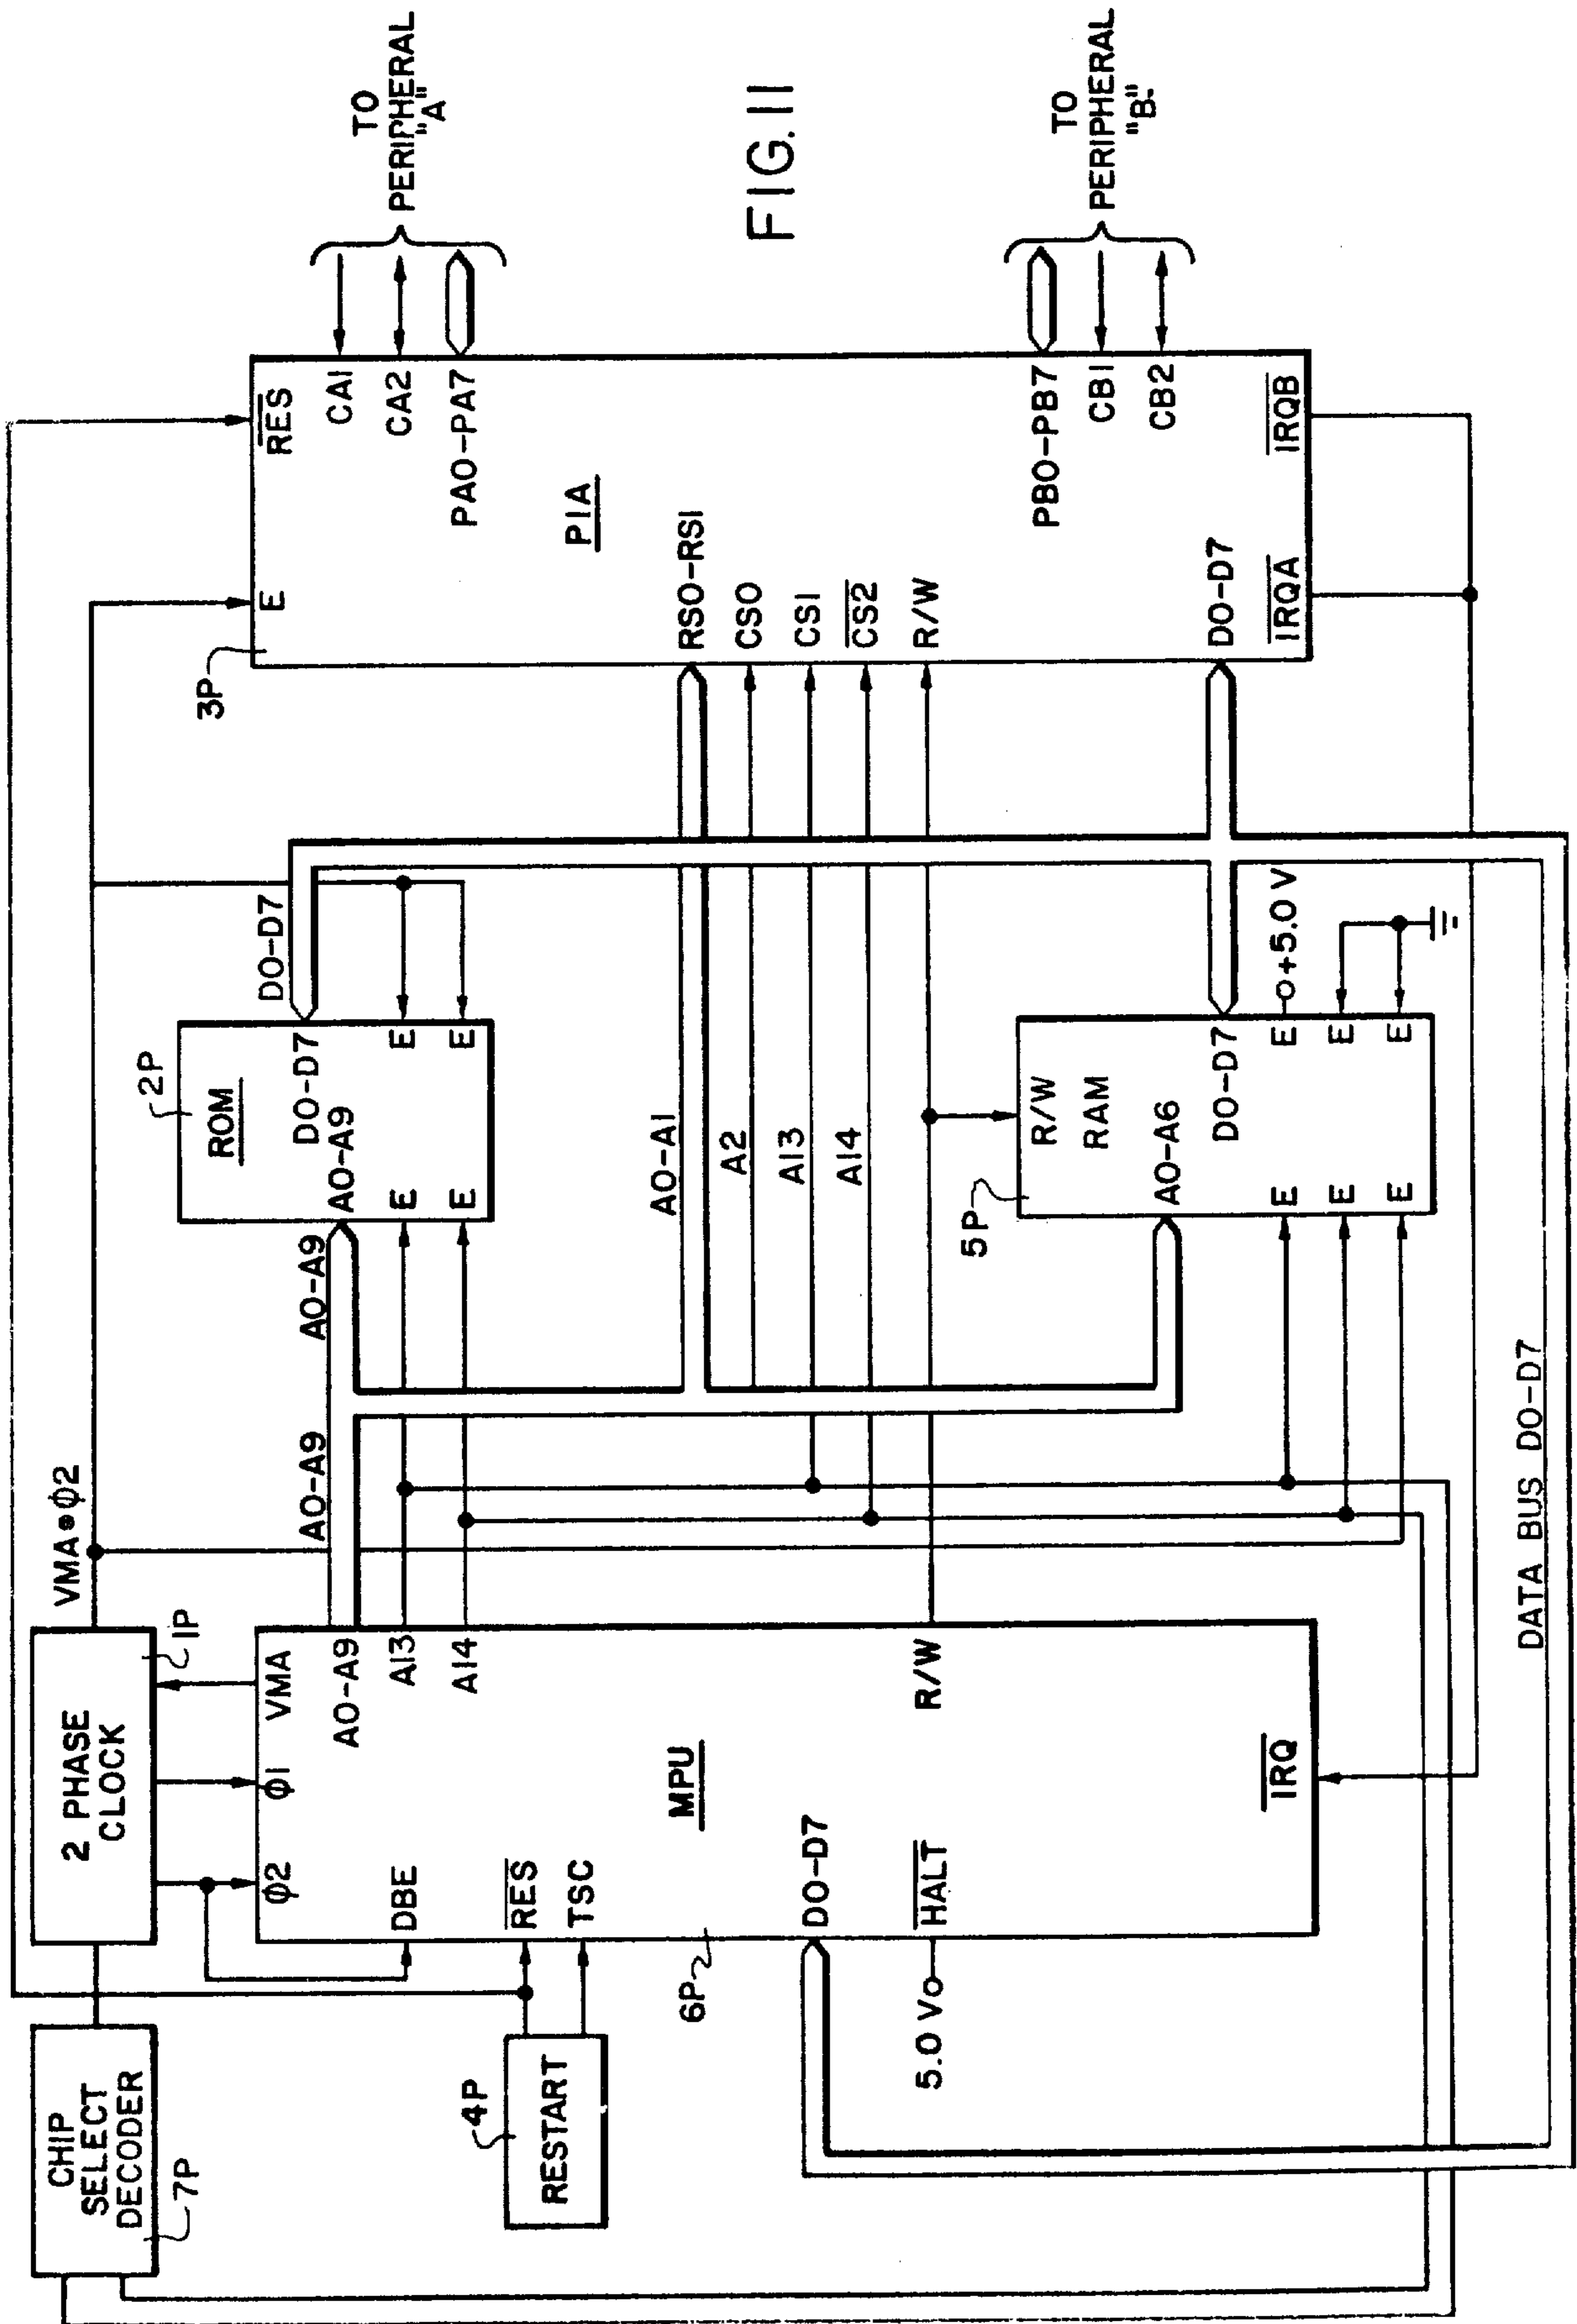 FIG. 11
CHIP
SELECT
DECODER
7P
2 PHASE
CLOCK
1P
VMA●ϕ2
4P
RESTART
ϕ2
ϕ1
VMA
DBE
RES
TSC
A0-A9
A13
A14
MPU
6P
D0-D7
HALT
5.0 V
R/W
IRQ
A0-A9
A0-A9
2P
ROM
D0-D7
A0-A9
E
E
E
E
D0-D7
A0-A1
A2
A13
A14
5P
R/W
RAM
A0-A6
D0-D7
E
E
E
E
E
E
+5.0 V
3P
E
RES
CA1
CA2
PA0-PA7
PIA
RS0-RS1
CS0
CS1
CS2
R/W
PB0-PB7
CB1
CB2
D0-D7
IRQA
IRQB
TO
PERIPHERAL
"A"
TO
PERIPHERAL
"B"
DATA BUS D0-D7